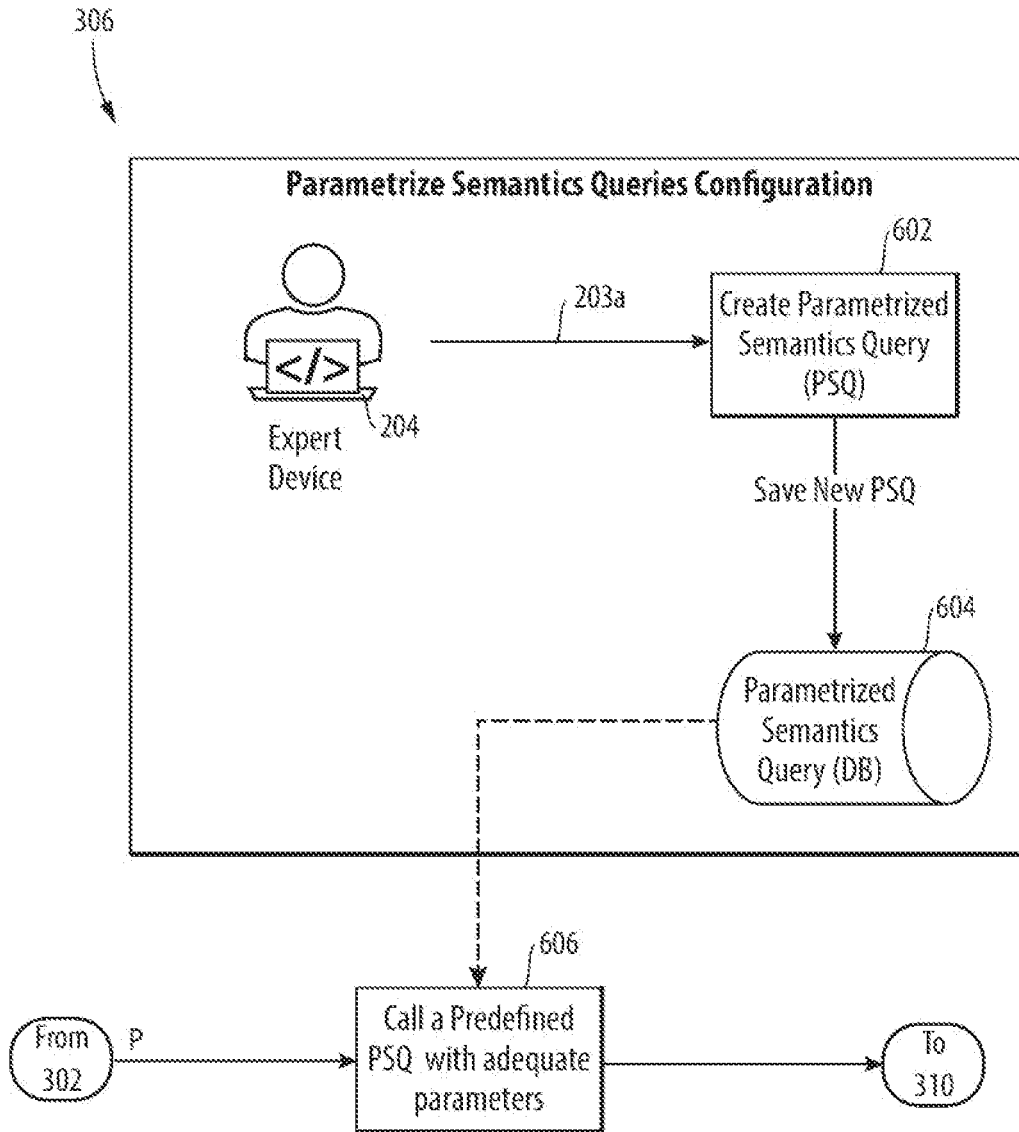 306
Parametrize Semantics Queries Configuration
602
203a
Create Parametrized
Semantics Query
(PSQ)
</>
204
Expert
Device
Save New PSQ
604
Parametrized
Semantics
Query (DB)
606
From
302
P
Call a Predefined
PSQ with adequate
parameters
To
310